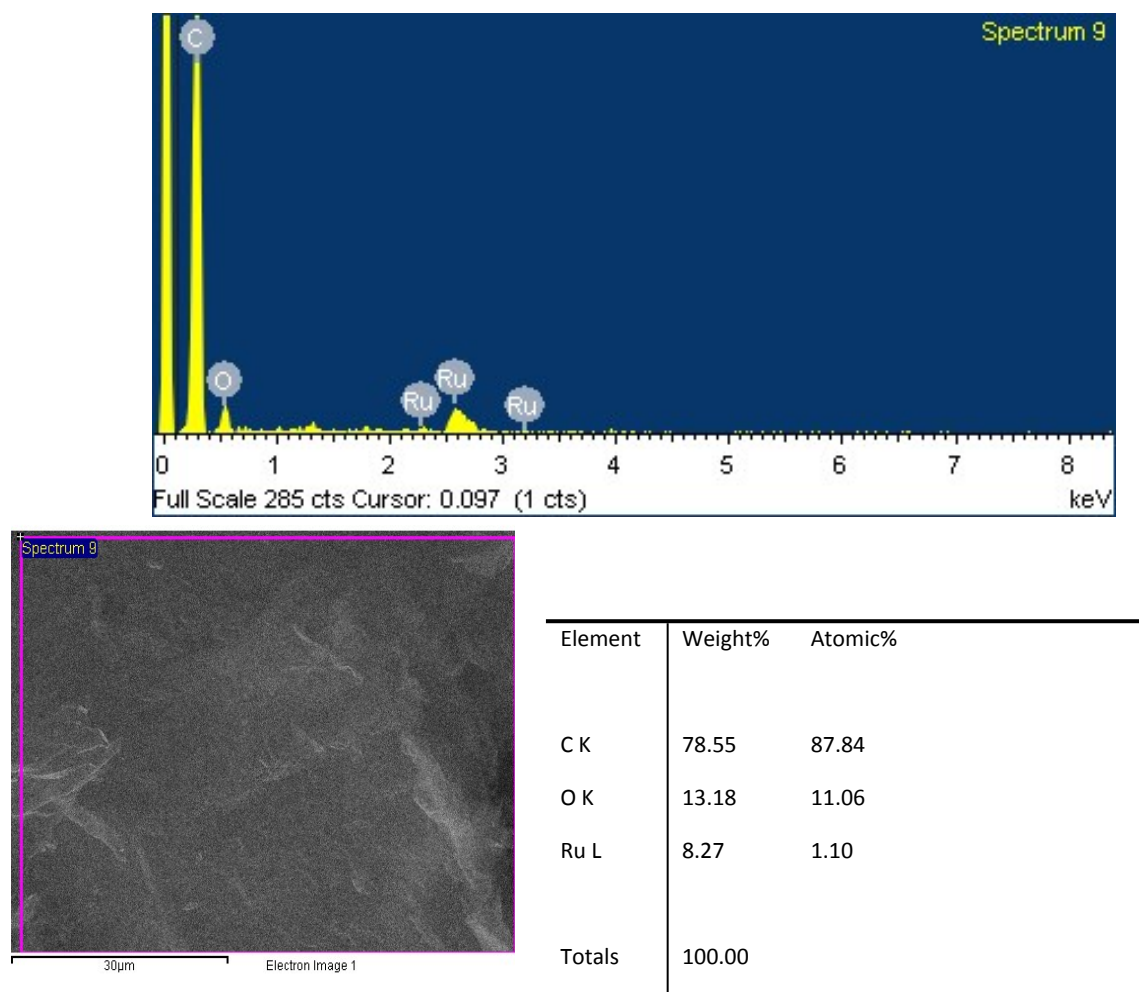 Spectrum 9
C
O
Ru
Ru
Ru
0 1 2 3 4 5 6 7 8
Full Scale 285 cts Cursor: 0.097 (1 cts) keV
Spectrum 9
30µm Electron Image 1
Element Weight% Atomic%
C K 78.55 87.84
O K 13.18 11.06
Ru L 8.27 1.10
Totals 100.00